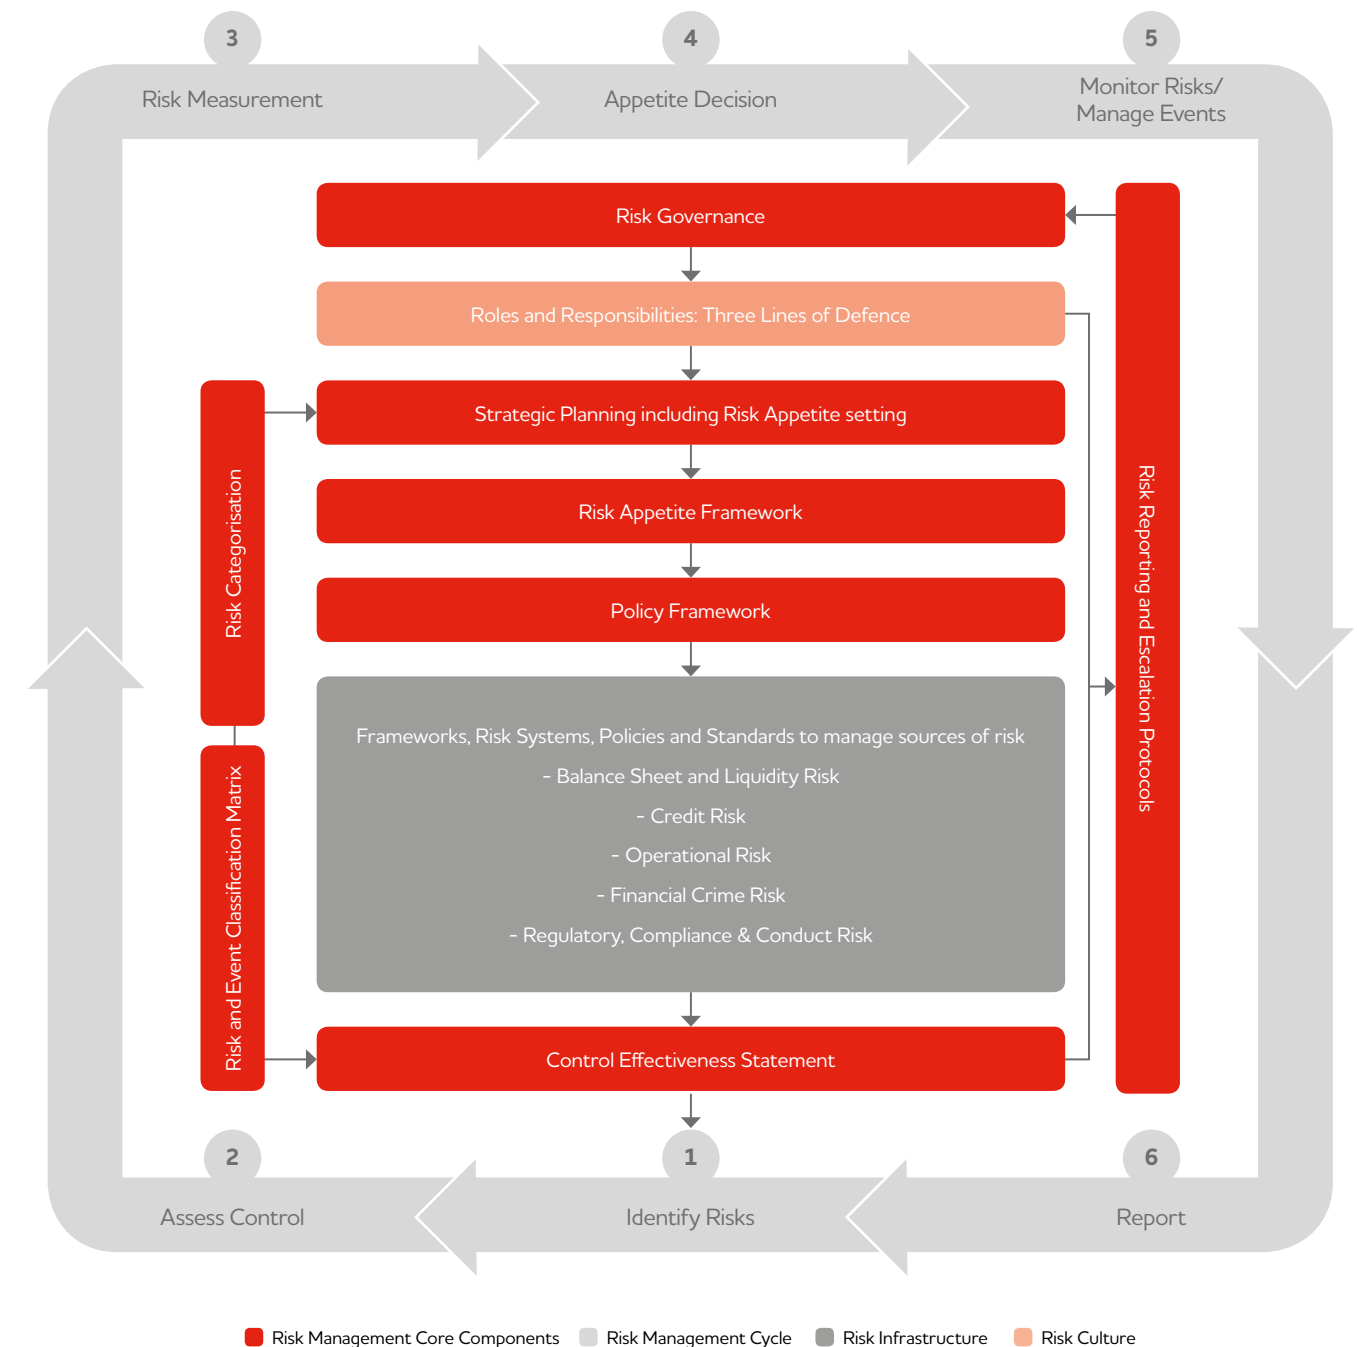 3
4
5
Risk Measurement
Appetite Decision
Monitor Risks/
Manage Events
Risk Governance
Roles and Responsibilities: Three Lines of Defence
Strategic Planning including Risk Appetite setting
Risk Appetite Framework
Policy Framework
Risk Categorisation
Risk and Event Classification Matrix
Frameworks, Risk Systems, Policies and Standards to manage sources of risk
- Balance Sheet and Liquidity Risk
- Credit Risk
- Operational Risk
- Financial Crime Risk
- Regulatory, Compliance & Conduct Risk
Control Effectiveness Statement
Risk Reporting and Escalation Protocols
2
1
6
Assess Control
Identify Risks
Report
Risk Management Core Components
Risk Management Cycle
Risk Infrastructure
Risk Culture